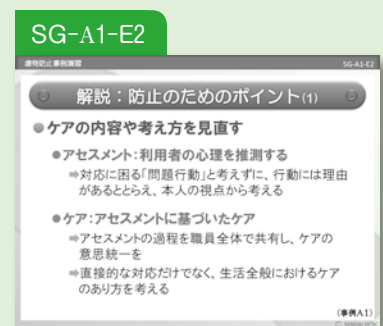 SG-A1-E2
虐待防止事例演習
SG-A1-E2
解説：防止のためのポイント(1)
●ケアの内容や考え方を見直す
●アセスメント：利用者の心理を推測する
⇒対応に困る「問題行動」と考えずに、行動には理由
があるととらえ、本人の視点から考える
●ケア：アセスメントに基づいたケア
⇒アセスメントの過程を職員全体で共有し、ケアの
意思統一を
⇒直接的な対応だけでなく、生活全般におけるケア
のあり方を考える
(事例A1)